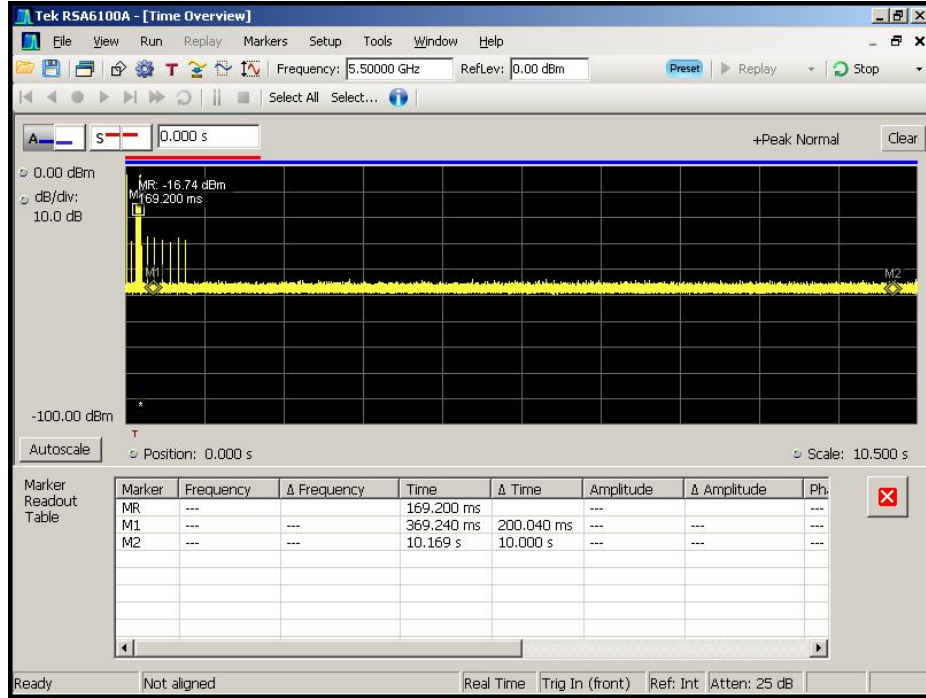 Tek RSA6100A - [Time Overview]
File View Run Replay Markers Setup Tools Window Help
T Frequency: 5.50000 GHz RefLev: 0.00 dBm Preset Replay Stop
Select All Select...
A S 0.000 s +Peak Normal Clear
0.00 dBm
dB/div:
10.0 dB
MR: -16.74 dBm
169.200 ms
M1 M2
-100.00 dBm
T
Autoscale Position: 0.000 s Scale: 10.500 s
Marker
Readout
Table
Marker Frequency Δ Frequency Time Δ Time Amplitude Δ Amplitude Ph
MR --- 169.200 ms --- ---
M1 --- --- 369.240 ms 200.040 ms --- --- ---
M2 --- --- 10.169 s 10.000 s --- --- ---
Ready Not aligned Real Time Trig In (front) Ref: Int Atten: 25 dB